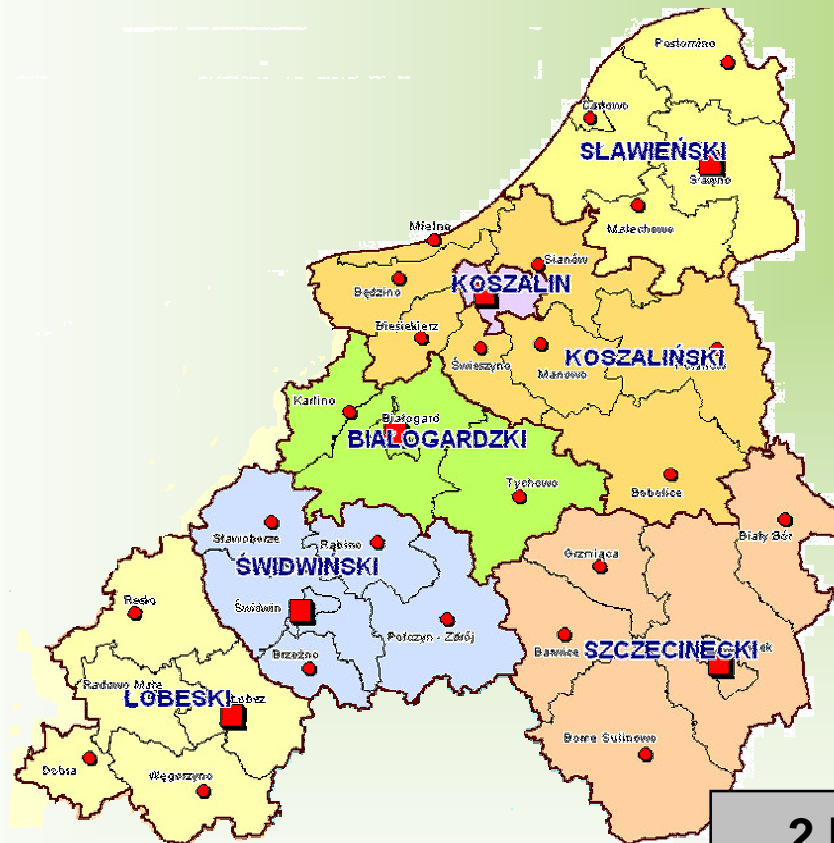 Postomino
Darłowo
SŁAWIEŃSKI
Sławno
Malechowo
Mielno
Sianów
KOSZALIN
Będzino
Biesiekierz
Świeszyno
Manowo
KOSZALIŃSKI
Karlino
Białogard
BIAŁOGARDZKI
Tychowo
Bobolice
Biały Bór
Sławoborze
Rąbino
Grzmiąca
ŚWIDWIŃSKI
Świdwin
Resko
Połczyn - Zdrój
Barwice
SZCZECINECKI
Brzeżno
Radowo Małe
ŁOBESKI
Łobez
Borne Sulinowo
Dobra
Węgorzyno
2